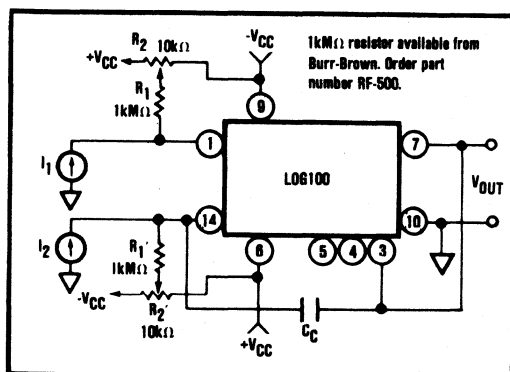 R2 10kΩ
+VCC
-VCC
1kMΩ resistor available from
Burr-Brown. Order part
number RF-500.
R1
1kMΩ
9
1
7
I1
LOG100
VOUT
14
10
I2
R1'
1kMΩ
6
5
4
3
-VCC
R2'
10kΩ
+VCC
CC